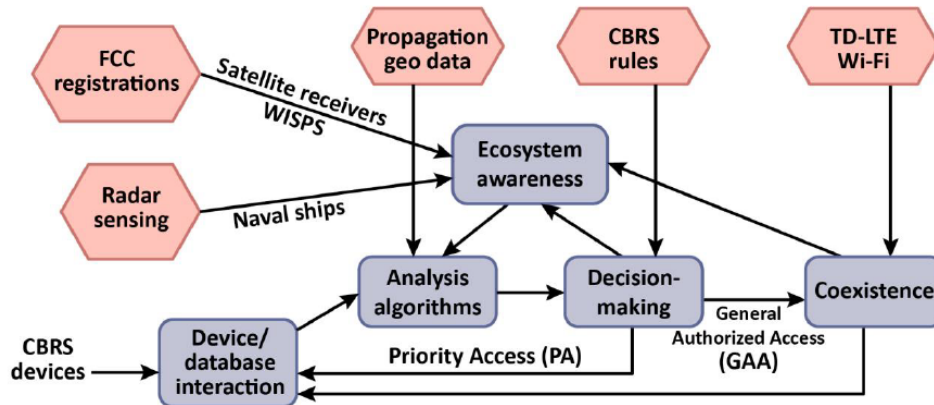 FCC
registrations
Propagation
geo data
CBRS
rules
TD-LTE
Wi-Fi
Satellite receivers
WISPS
Ecosystem
awareness
Radar
sensing
Naval ships
Analysis
algorithms
Decision-
making
Coexistence
General
Authorized Access
(GAA)
CBRS
devices
Device/
database
interaction
Priority Access (PA)